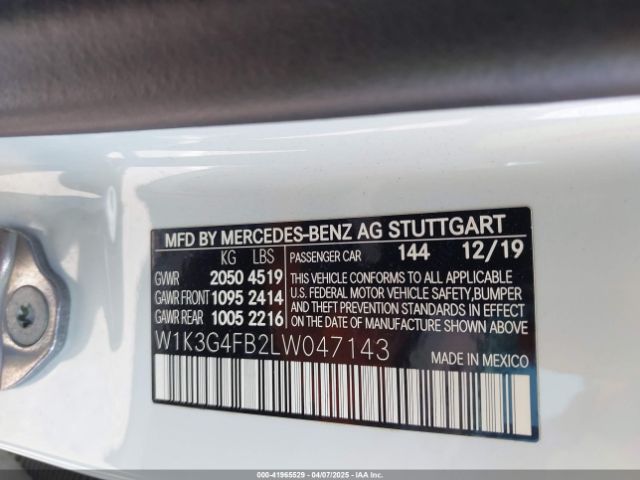 MFD BY MERCEDES-BENZ AG STUTTGART
KG LBS PASSENGER CAR 144 12/19
GVWR 2050 4519 THIS VEHICLE CONFORMS TO ALL APPLICABLE
GAWR FRONT 1095 2414 U.S. FEDERAL MOTOR VEHICLE SAFETY, BUMPER
GAWR REAR 1005 2216 AND THEFT PREVENTION STANDARDS IN EFFECT
ON THE DATE OF MANUFACTURE SHOWN ABOVE.
W1K3G4FB2LW047143 MADE IN MEXICO
000-41965529 - 04/07/2025 - IAA Inc.